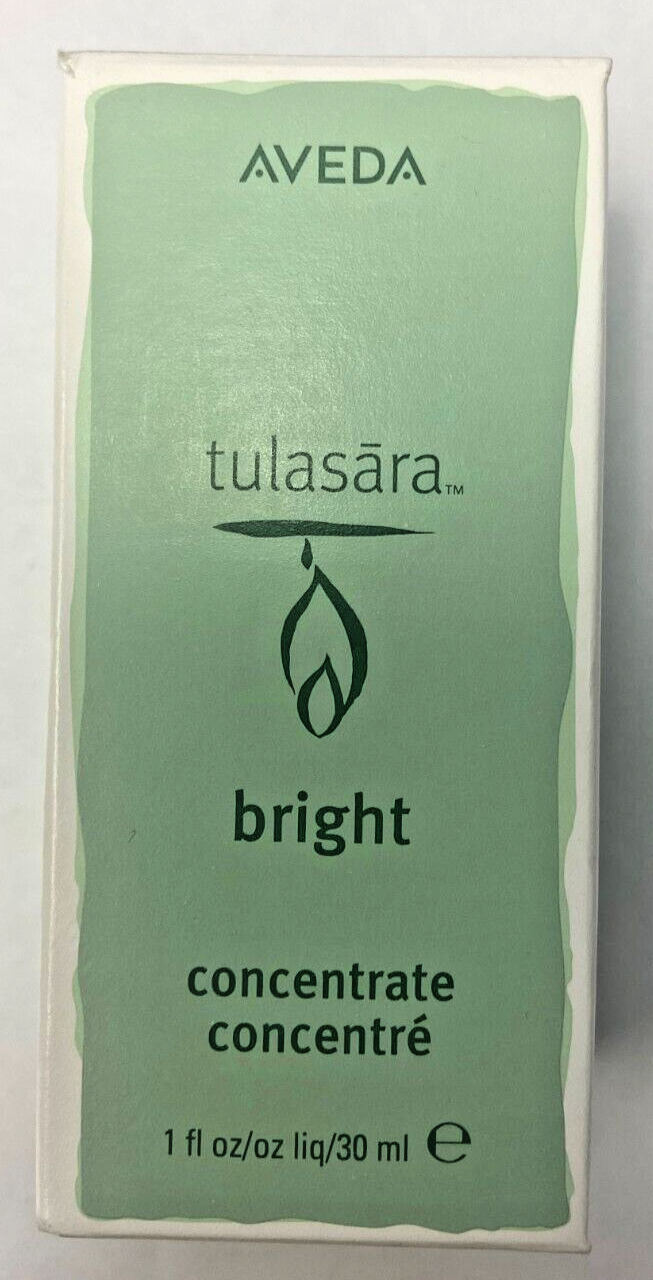 AVEDA
tulasāra™
bright
concentrate
concentré
1 fl oz/oz liq/30 ml ℮